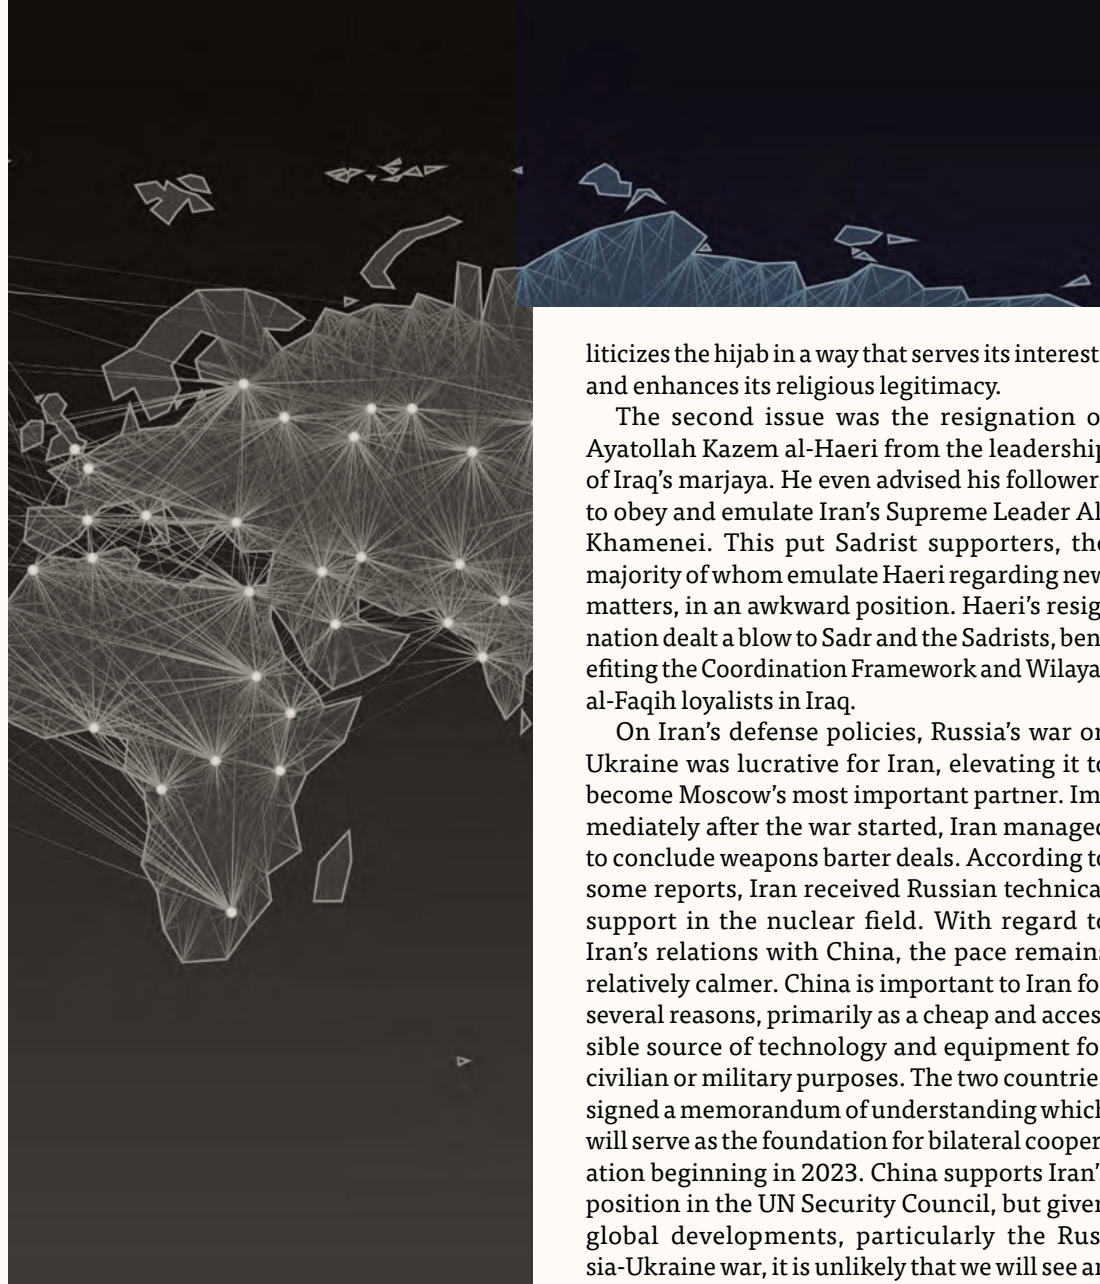 liticizes the hijab in a way that serves its interest
and enhances its religious legitimacy.
The second issue was the resignation o
Ayatollah Kazem al-Haeri from the leadership
of Iraq’s marjaya. He even advised his follower
to obey and emulate Iran’s Supreme Leader Al
Khamenei. This put Sadrist supporters, the
majority of whom emulate Haeri regarding new
matters, in an awkward position. Haeri’s resig
nation dealt a blow to Sadr and the Sadrists, ben
efiting the Coordination Framework and Wilaya
al-Faqih loyalists in Iraq.
On Iran’s defense policies, Russia’s war on
Ukraine was lucrative for Iran, elevating it to
become Moscow’s most important partner. Im
mediately after the war started, Iran managed
to conclude weapons barter deals. According to
some reports, Iran received Russian technica
support in the nuclear field. With regard to
Iran’s relations with China, the pace remains
relatively calmer. China is important to Iran fo
several reasons, primarily as a cheap and acces
sible source of technology and equipment fo
civilian or military purposes. The two countrie
signed a memorandum of understanding which
will serve as the foundation for bilateral cooper
ation beginning in 2023. China supports Iran’
position in the UN Security Council, but given
global developments, particularly the Rus
sia-Ukraine war, it is unlikely that we will see an